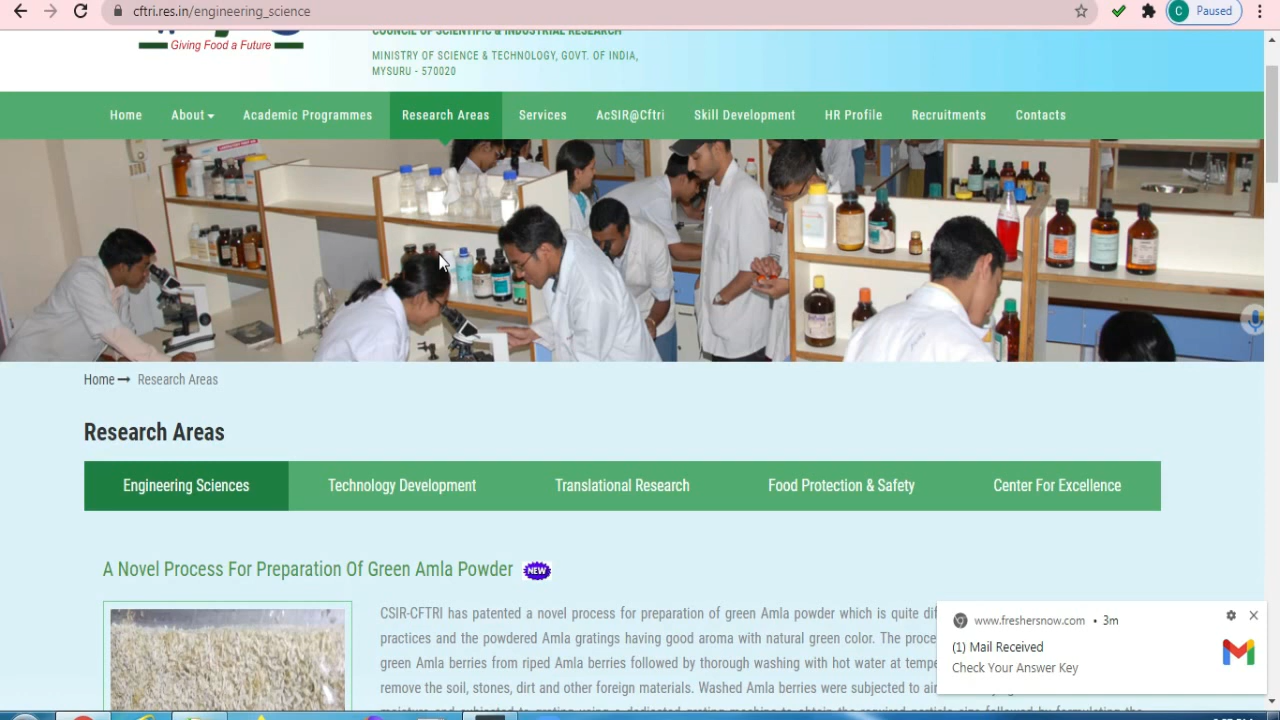 cftri.res.in/engineering_science
C
Paused
Giving Food a Future
COUNCIL OF SCIENTIFIC & INDUSTRIAL RESEARCH
MINISTRY OF SCIENCE & TECHNOLOGY, GOVT. OF INDIA,
MYSURU - 570020
Home About Academic Programmes Research Areas Services AcSIR@Cftri Skill Development HR Profile Recruitments Contacts
Home Research Areas
Research Areas
Engineering Sciences Technology Development Translational Research Food Protection & Safety Center For Excellence
A Novel Process For Preparation Of Green Amla Powder NEW
CSIR-CFTRI has patented a novel process for preparation of green Amla powder which is quite
practices and the powdered Amla gratings having good aroma with natural green color. The
green Amla berries from riped Amla berries followed by thorough washing with hot water at
remove the soil, stones, dirt and other foreign materials. Washed Amla berries were subjected to
www.freshersnow.com • 3m
(1) Mail Received
Check Your Answer Key